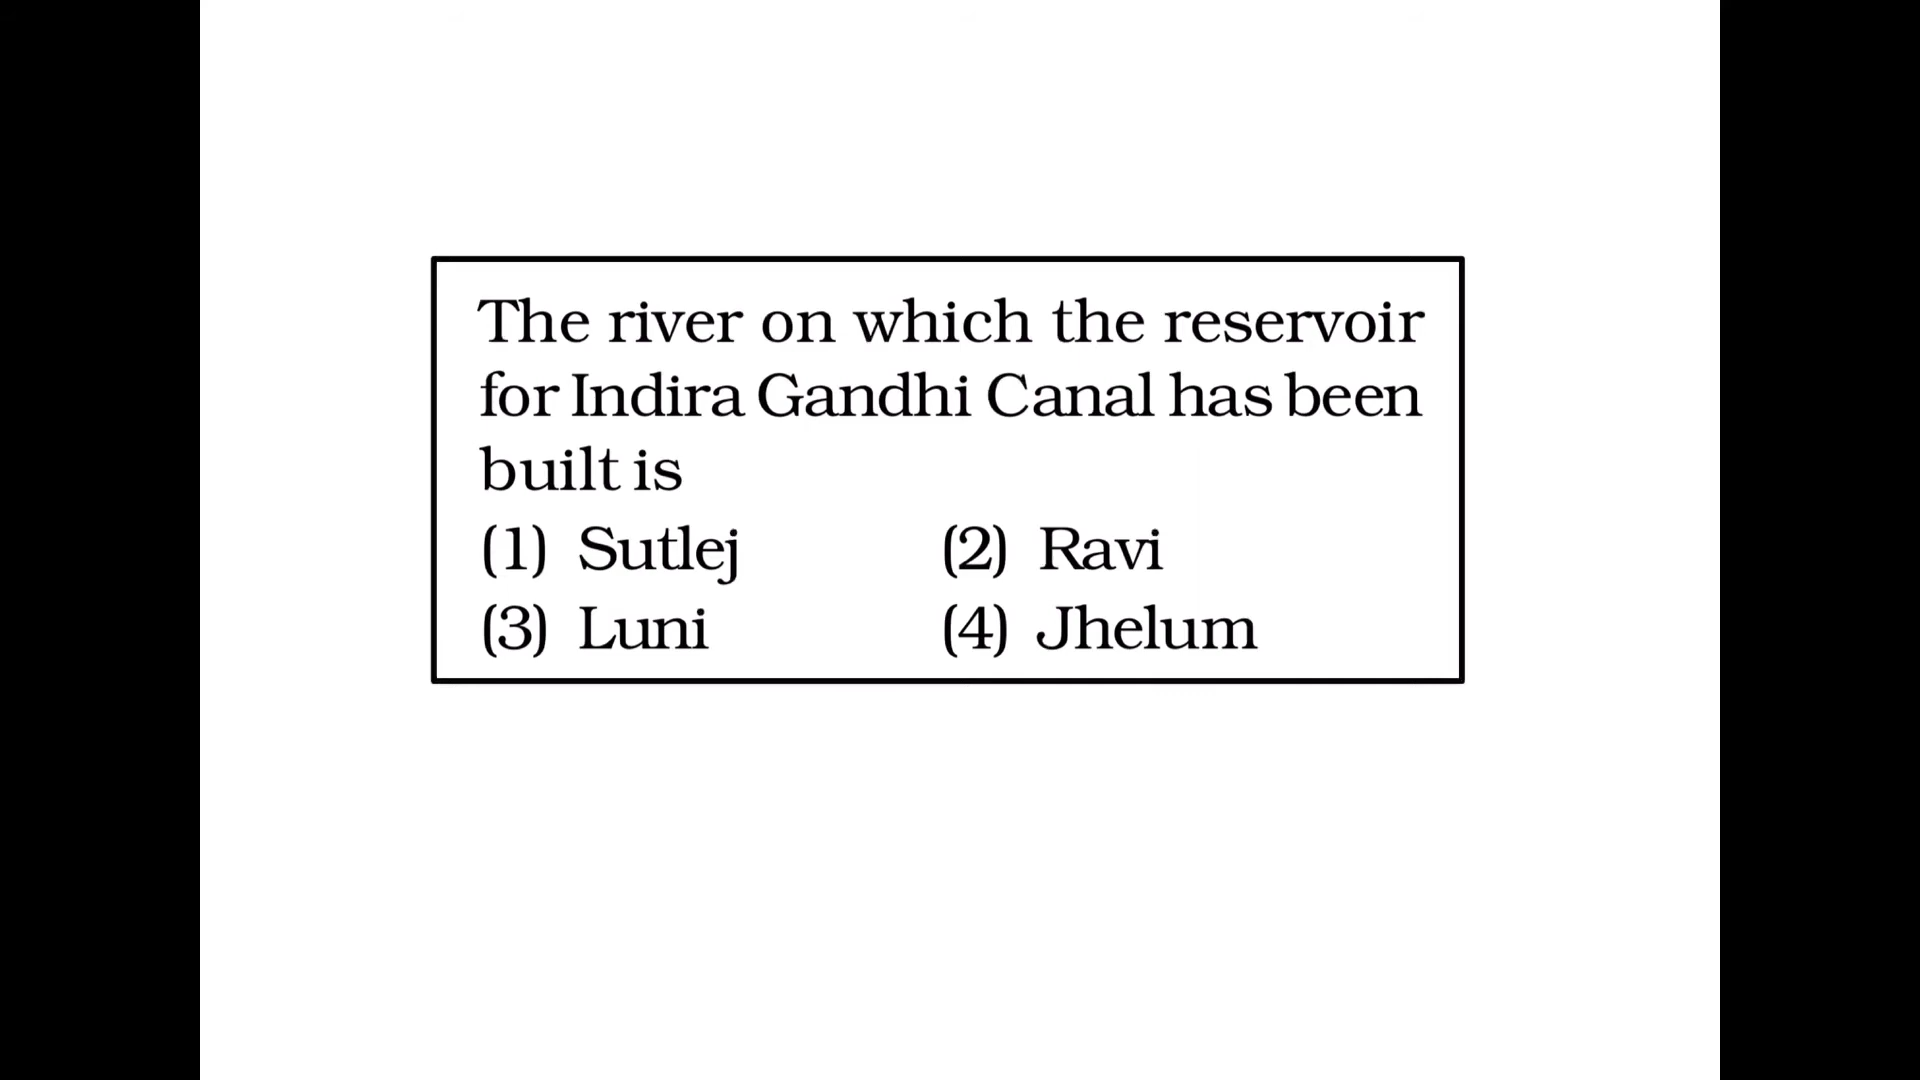 The river on which the reservoir
for Indira Gandhi Canal has been
built is
(1) Sutlej (2) Ravi
(3) Luni (4) Jhelum